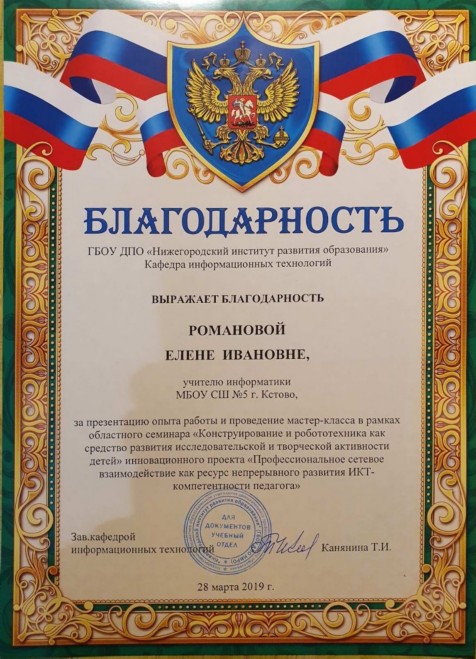 БЛАГОДАРНОСТЬ
ГБОУ ДПО «Нижегородский институт развития образования»
Кафедра информационных технологий
ВЫРАЖАЕТ БЛАГОДАРНОСТЬ
РОМАНОВОЙ
ЕЛЕНЕ ИВАНОВНЕ,
учителю информатики
МБОУ СШ №5 г. Кстово,
за презентацию опыта работы и проведение мастер-класса в рамках
областного семинара «Конструирование и робототехника как
средство развития исследовательской и творческой активности
детей» инновационного проекта «Профессиональное сетевое
взаимодействие как ресурс непрерывного развития ИКТ-
компетентности педагога»
ДЛЯ
ДОКУМЕНТОВ
УЧЕБНЫЙ
ОТДЕЛ
Зав.кафедрой
информационных технологий
Канянина Т.И.
28 марта 2019 г.